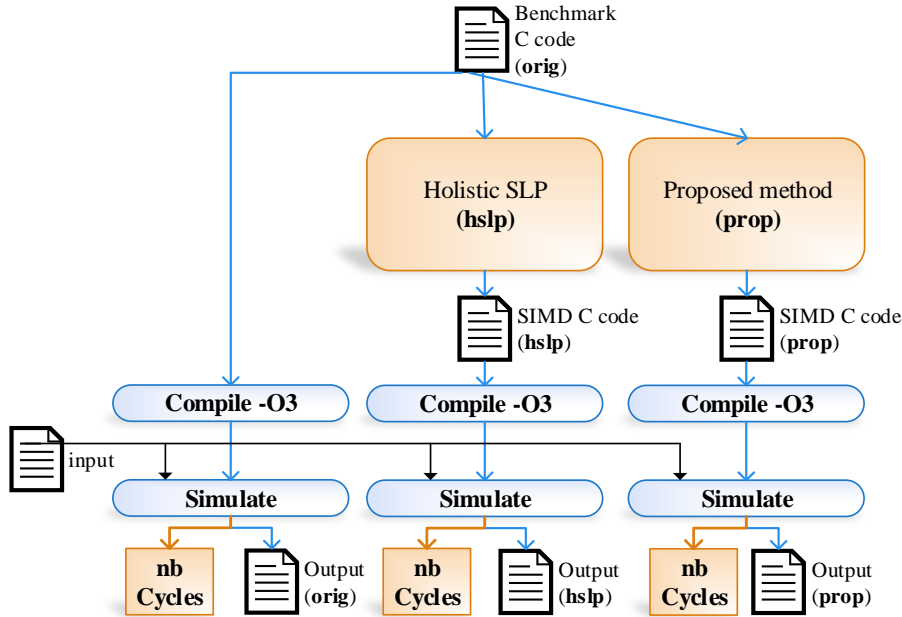 Benchmark
C code
(orig)
Holistic SLP
(hslp)
Proposed method
(prop)
SIMD C code
(hslp)
SIMD C code
(prop)
Compile -O3
Compile -O3
Compile -O3
input
Simulate
Simulate
Simulate
nb
Cycles
Output
(orig)
nb
Cycles
Output
(hslp)
nb
Cycles
Output
(prop)